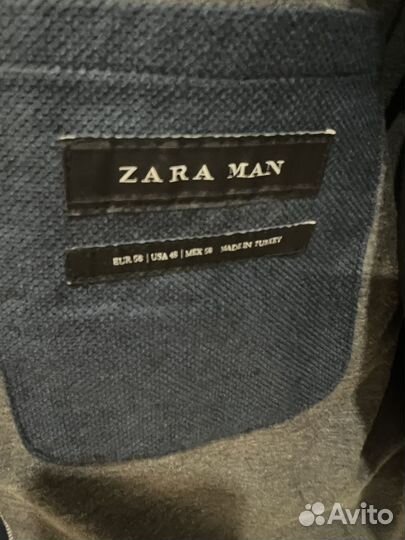 ZARA MAN
EUR 58 | USA 48 | MEX 58 MADE IN TURKEY
Avito